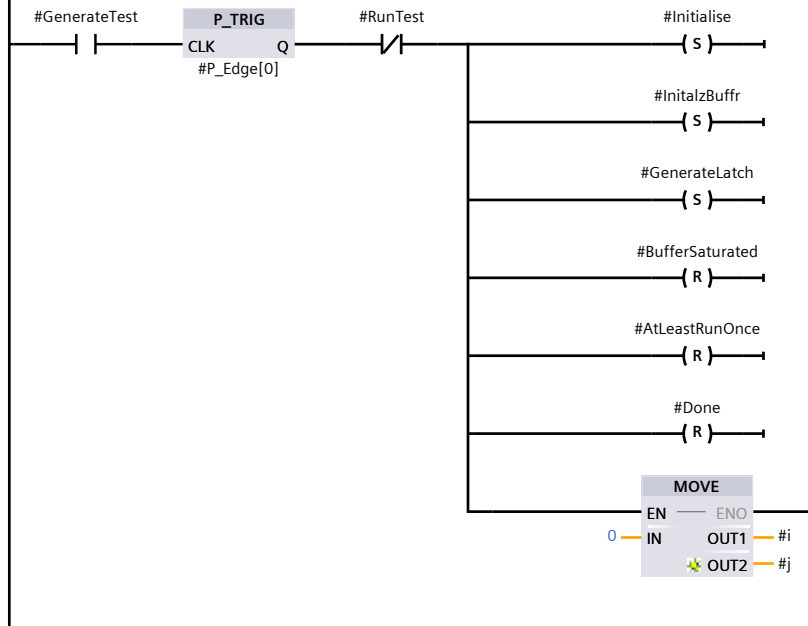 #GenerateTest P_TRIG #RunTest #Initialise
CLK Q S
#P_Edge[0]
#InitalzBuffr
S
#GenerateLatch
S
#BufferSaturated
R
#AtLeastRunOnce
R
#Done
R
MOVE
EN ENO
0 IN OUT1 #i
OUT2 #j